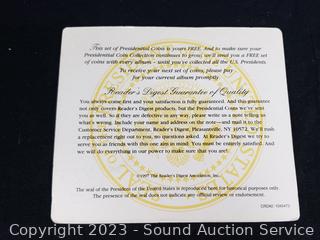 This set of Presidential Coins is yours FREE. And to make sure your
Presidential Coin Collection continues to grow, we'll send you a FREE set
of coins with every album – until you've collected all the U.S. Presidents.
To receive your next set of coins, please pay
for your current album promptly.
Reader's Digest Guarantee of Quality
You always come first and your satisfaction is fully guaranteed. And this guarantee
not only covers Reader's Digest products, but the Presidential Coins we've sent
you as well. So if they are defective in any way, please write us a note telling us
what's wrong. Include your name and address on the note—and mail it to the
Customer Service Department, Reader's Digest, Pleasantville, NY 10572. We'll rush
a replacement right out to you, no questions asked. At Reader's Digest we try to
serve you as friends with this one aim in mind: You must be entirely satisfied. And we
will do everything in our power to make sure that you are!
©1997 The Reader's Digest Association, Inc.
The seal of the President of the United States is reproduced here for historical purposes only.
The presence of the seal does not indicate any official review or endorsement.
Copyright 2023 - Sound Auction Service